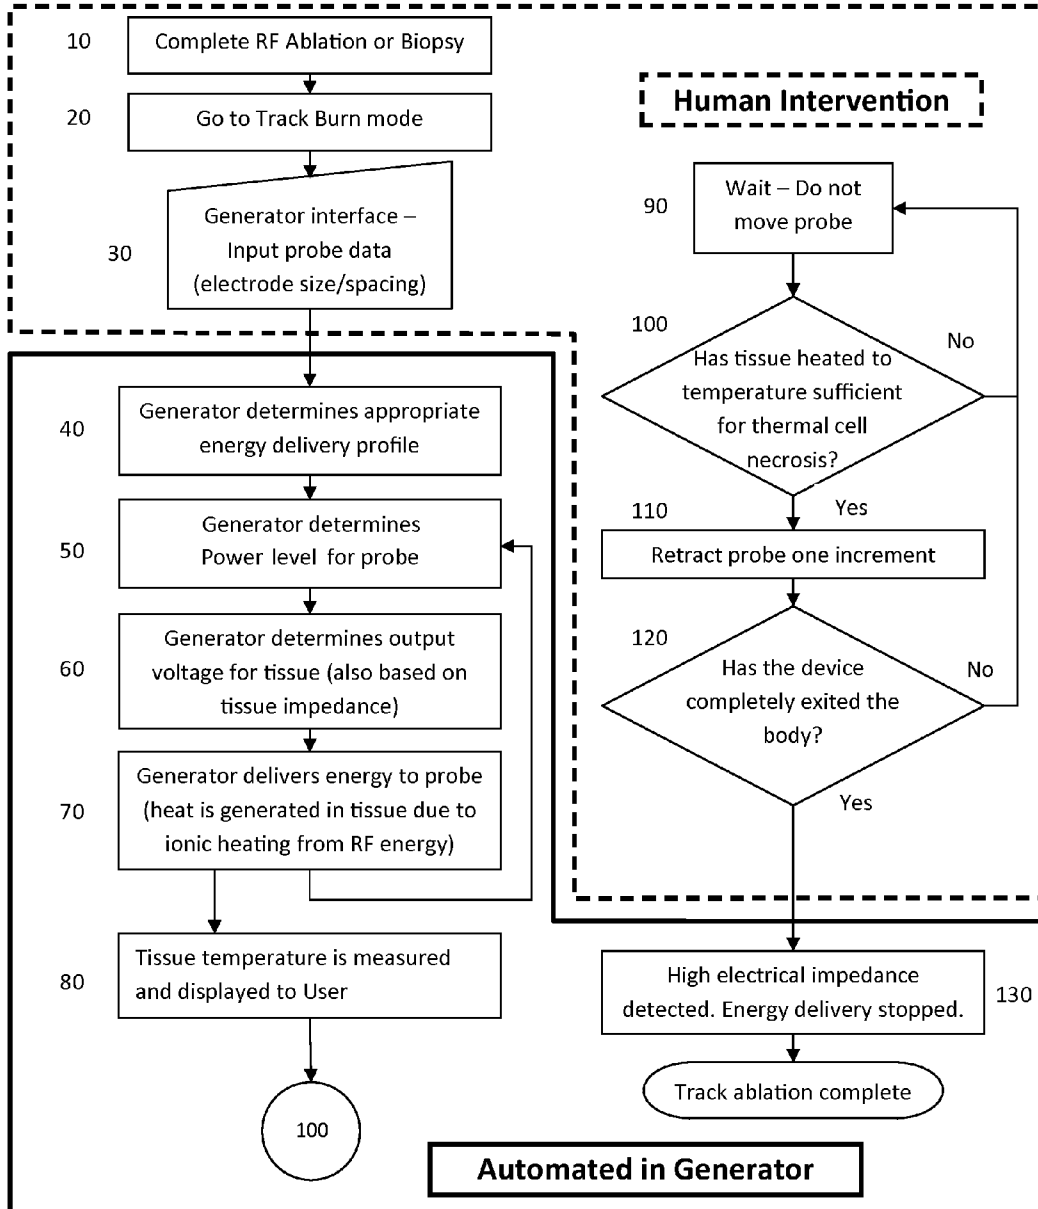 10
Complete RF Ablation or Biopsy
20
Go to Track Burn mode
30
Generator interface –
Input probe data
(electrode size/spacing)
40
Generator determines appropriate
energy delivery profile
50
Generator determines
Power level for probe
60
Generator determines output
voltage for tissue (also based on
tissue impedance)
70
Generator delivers energy to probe
(heat is generated in tissue due to
ionic heating from RF energy)
80
Tissue temperature is measured
and displayed to User
100
Human Intervention
90
Wait – Do not
move probe
100
Has tissue heated to
temperature sufficient
for thermal cell
necrosis?
No
Yes
110
Retract probe one increment
120
Has the device
completely exited the
body?
No
Yes
High electrical impedance
detected. Energy delivery stopped.
130
Track ablation complete
Automated in Generator